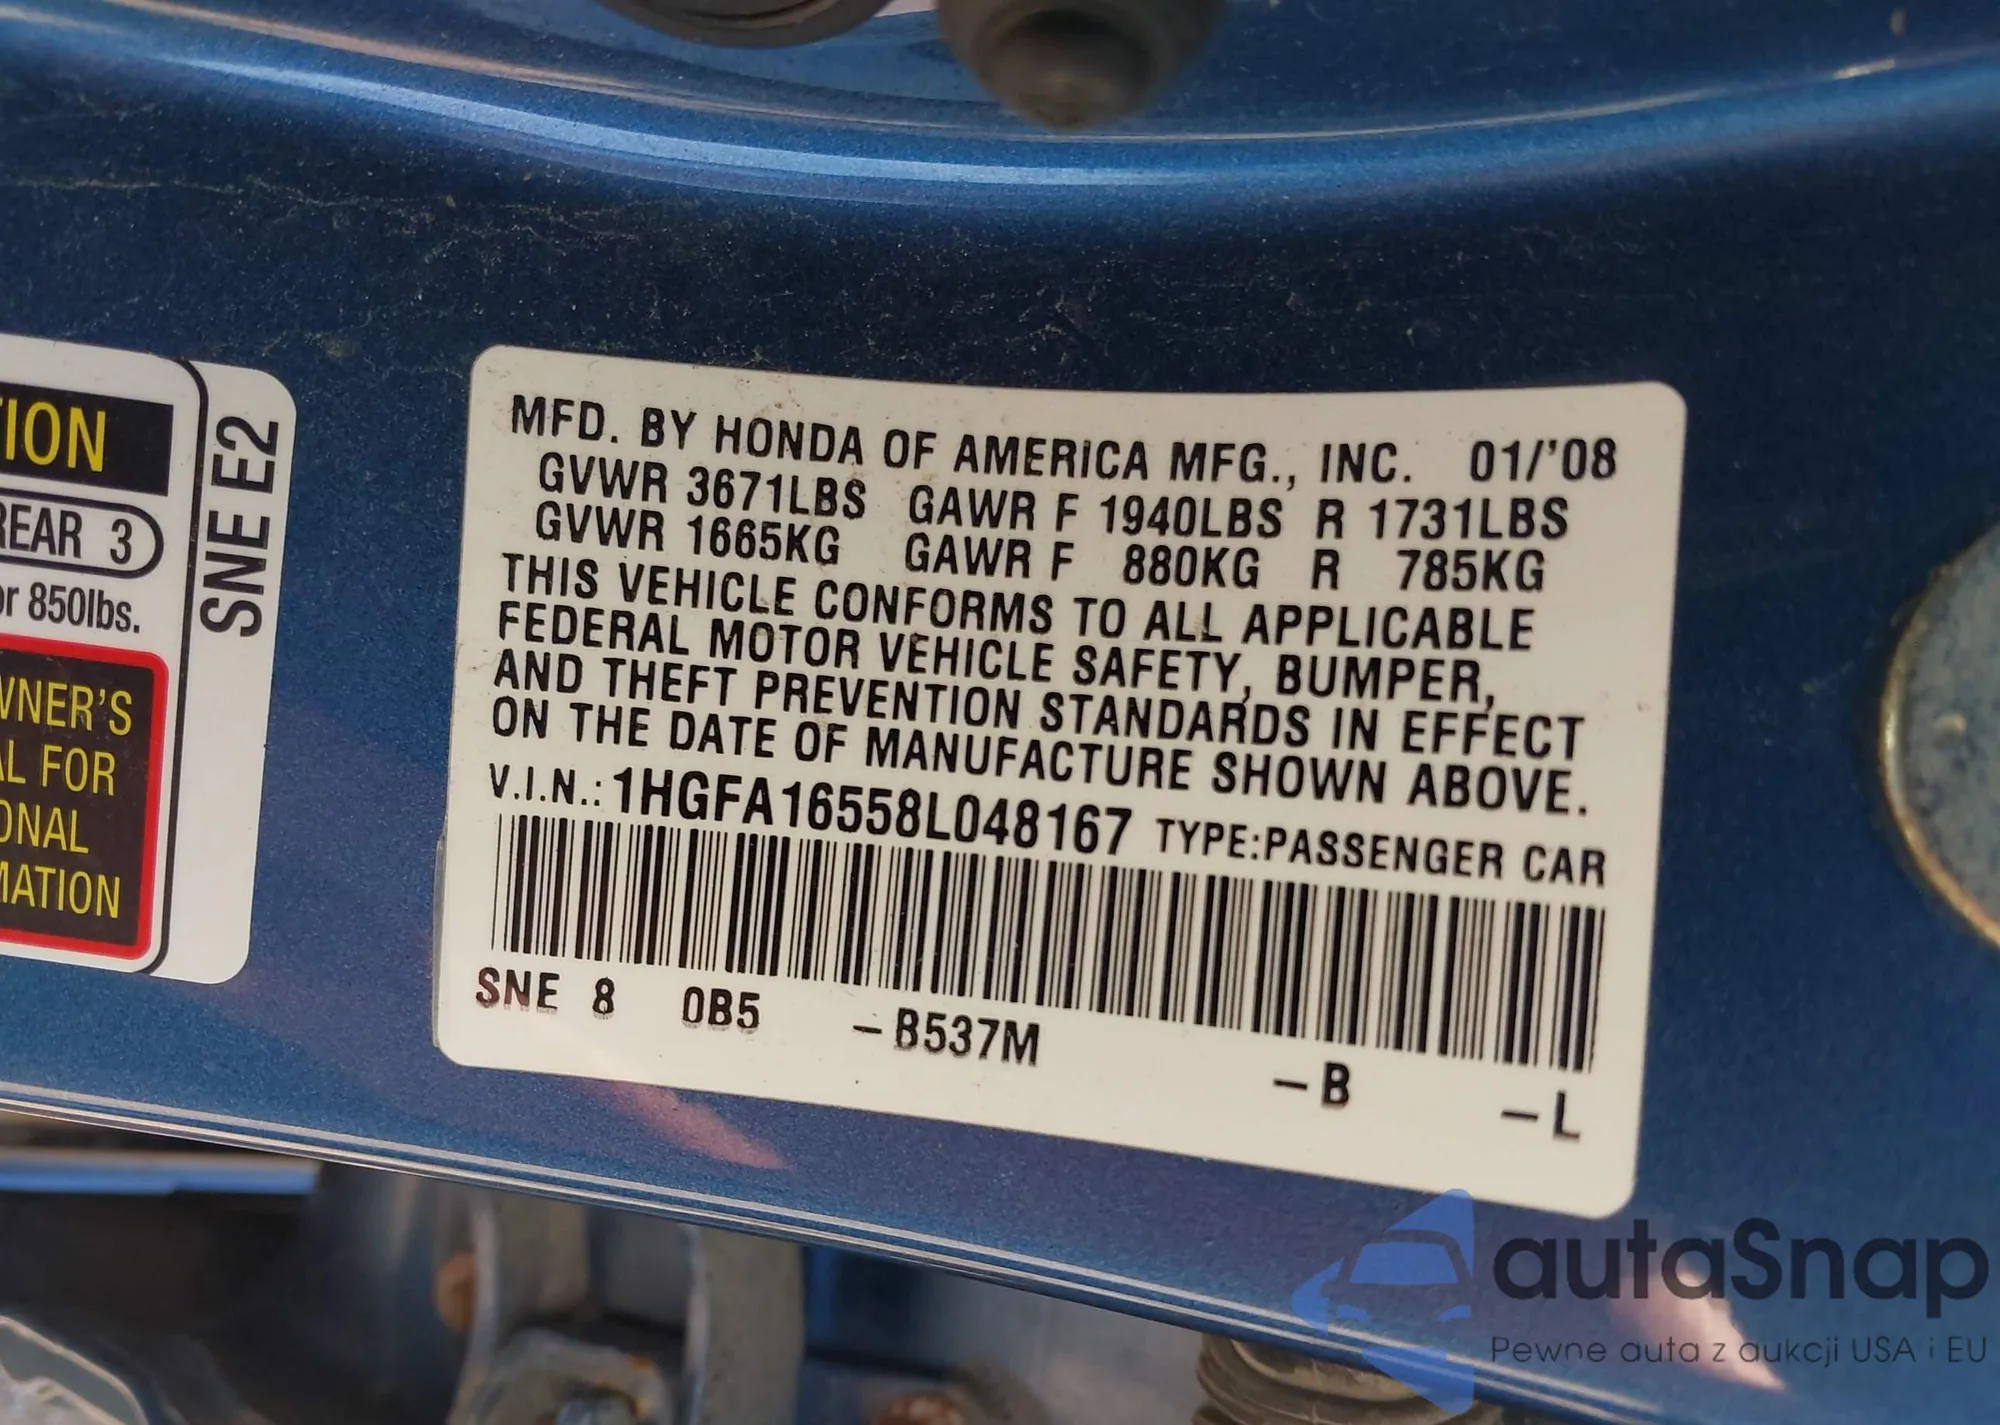 TION
REAR 3
or 850lbs.
WNER'S
AL FOR
ONAL
MATION
SNE E2
MFD. BY HONDA OF AMERICA MFG., INC. 01/'08
GVWR 3671LBS GAWR F 1940LBS R 1731LBS
GVWR 1665KG GAWR F 880KG R 785KG
THIS VEHICLE CONFORMS TO ALL APPLICABLE
FEDERAL MOTOR VEHICLE SAFETY, BUMPER,
AND THEFT PREVENTION STANDARDS IN EFFECT
ON THE DATE OF MANUFACTURE SHOWN ABOVE.
V.I.N.: 1HGFA16558L048167 TYPE:PASSENGER CAR
SNE 8 0B5 – B537M – B – L
autaSnap
Pewne auta z aukcji USA i EU